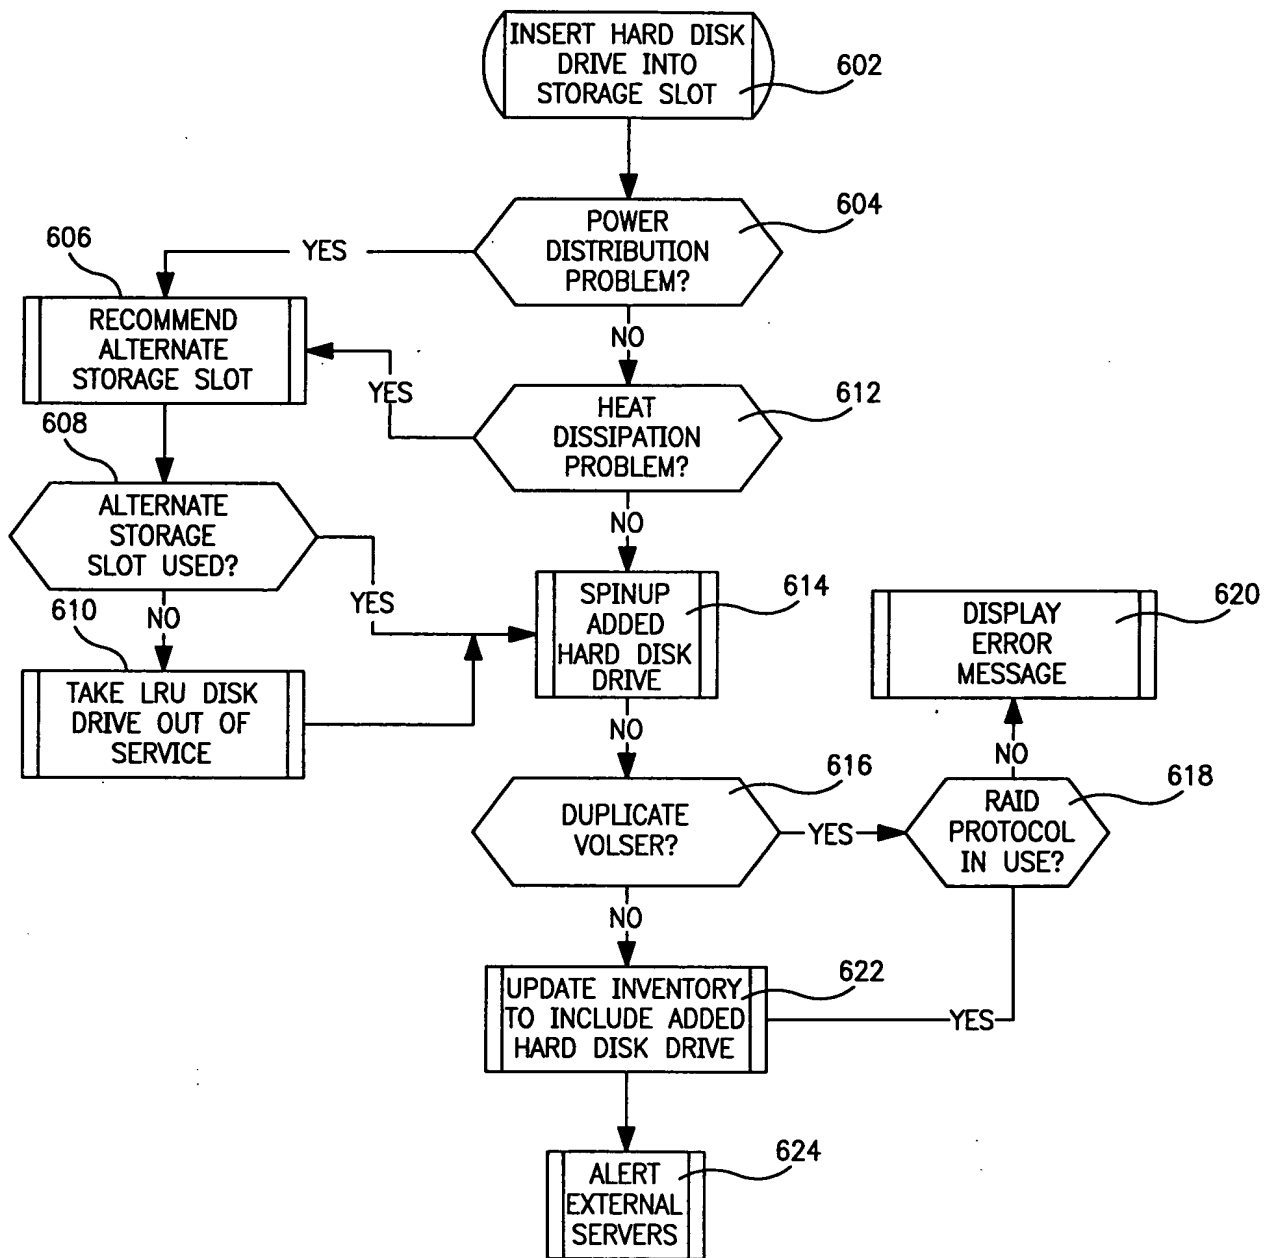 INSERT HARD DISK
DRIVE INTO
STORAGE SLOT
602
POWER
DISTRIBUTION
PROBLEM?
604
YES
606
RECOMMEND
ALTERNATE
STORAGE SLOT
NO
YES
HEAT
DISSIPATION
PROBLEM?
612
608
ALTERNATE
STORAGE
SLOT USED?
NO
YES
NO
610
TAKE LRU DISK
DRIVE OUT OF
SERVICE
SPINUP
ADDED
HARD DISK
DRIVE
614
DISPLAY
ERROR
MESSAGE
620
NO
NO
DUPLICATE
VOLSER?
616
YES
RAID
PROTOCOL
IN USE?
618
NO
UPDATE INVENTORY
TO INCLUDE ADDED
HARD DISK DRIVE
622
YES
ALERT
EXTERNAL
SERVERS
624